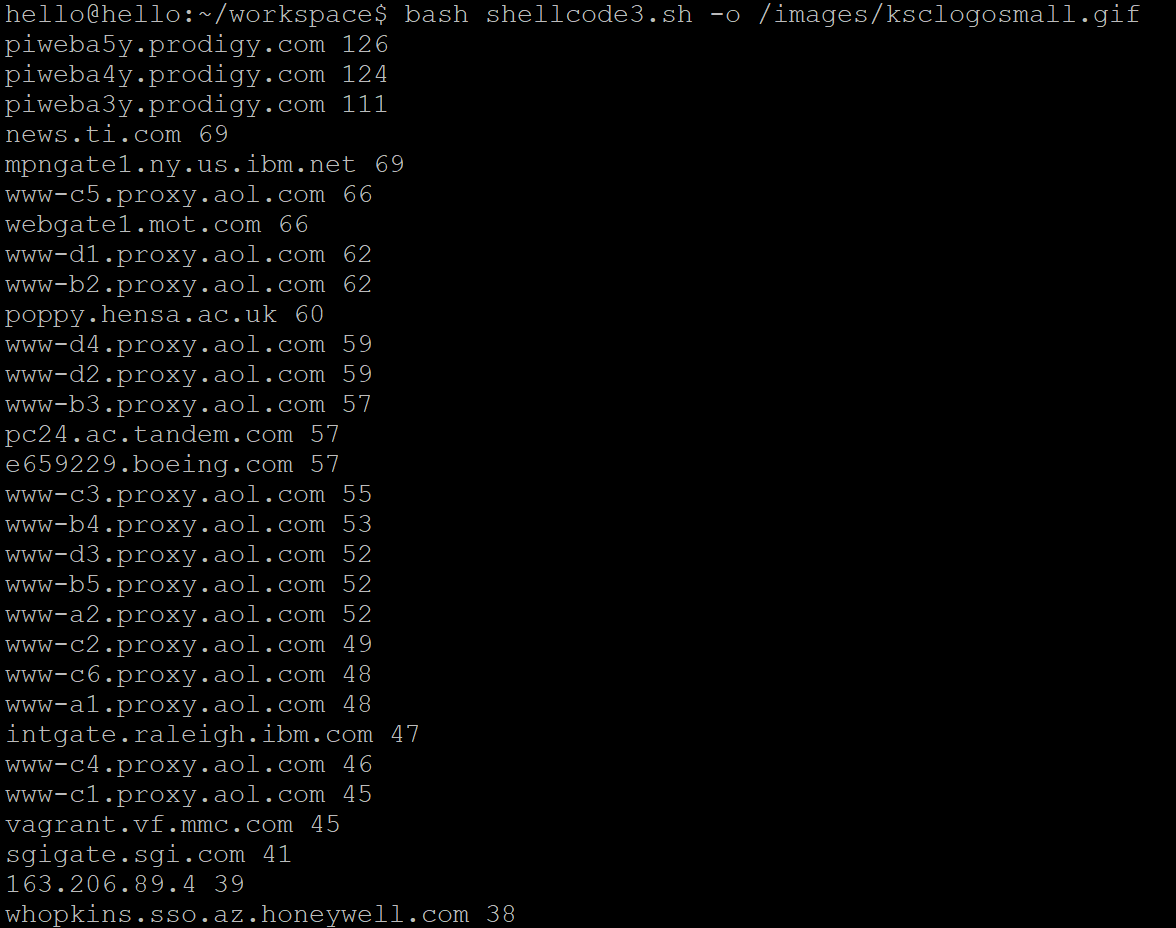 hello@hello:~/workspace$ bash shellcode3.sh -o /images/ksclogosmall.gif
piweba5y.prodigy.com 126
piweba4y.prodigy.com 124
piweba3y.prodigy.com 111
news.ti.com 69
mpngate1.ny.us.ibm.net 69
www-c5.proxy.aol.com 66
webgate1.mot.com 66
www-d1.proxy.aol.com 62
www-b2.proxy.aol.com 62
poppy.hensa.ac.uk 60
www-d4.proxy.aol.com 59
www-d2.proxy.aol.com 59
www-b3.proxy.aol.com 57
pc24.ac.tandem.com 57
e659229.boeing.com 57
www-c3.proxy.aol.com 55
www-b4.proxy.aol.com 53
www-d3.proxy.aol.com 52
www-b5.proxy.aol.com 52
www-a2.proxy.aol.com 52
www-c2.proxy.aol.com 49
www-c6.proxy.aol.com 48
www-a1.proxy.aol.com 48
intgate.raleigh.ibm.com 47
www-c4.proxy.aol.com 46
www-c1.proxy.aol.com 45
vagrant.vf.mmc.com 45
sgigate.sgi.com 41
163.206.89.4 39
whopkins.sso.az.honeywell.com 38